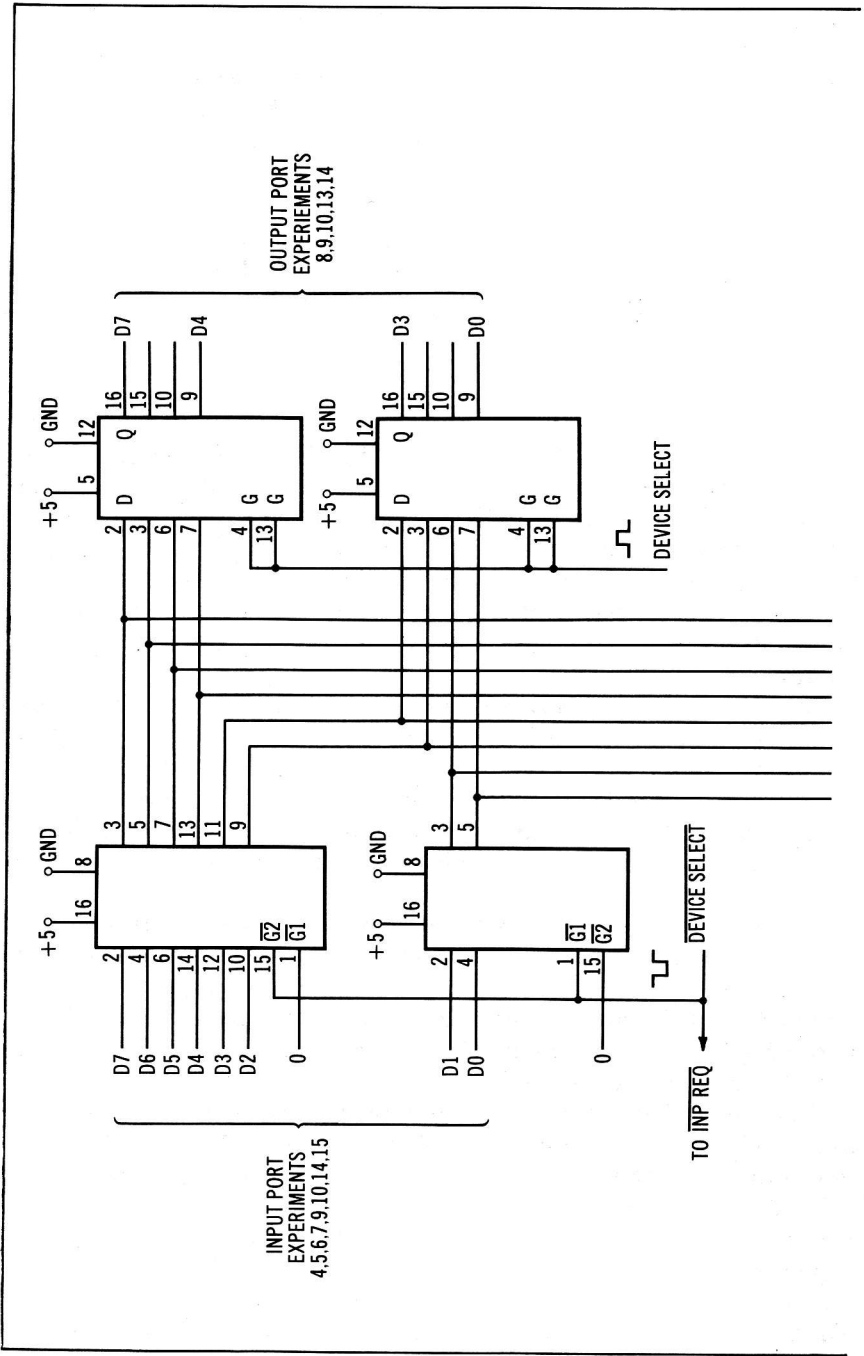 INPUT PORT
EXPERIMENTS
4,5,6,7,9,10,14,15
D7
D6
D5
D4
D3
D2
0
2
4
6
14
12
10
15
1
G2
G1
+5
16
GND
8
3
5
7
13
11
9
D1
D0
0
2
4
1
15
G1
G2
+5
16
GND
8
3
5
TO INP REQ
DEVICE SELECT
+5
5
GND
12
2
3
6
7
4
13
D
Q
G
G
16
15
10
9
D7
D4
+5
5
GND
12
2
3
6
7
4
13
D
Q
G
G
16
15
10
9
D3
D0
DEVICE SELECT
OUTPUT PORT
EXPERIEMENTS
8,9,10,13,14